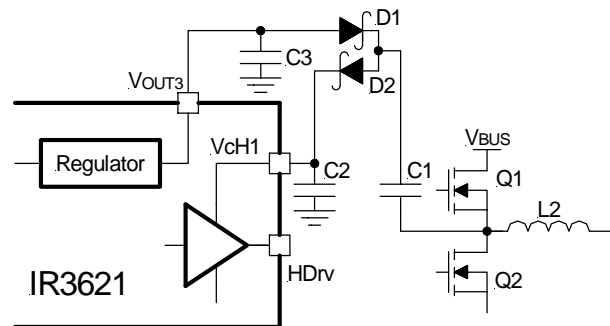 D1
C3
D2
VOUT3
VBUS
Regulator
VcH1
C2
C1
Q1
L2
Q2
HDrv
IR3621